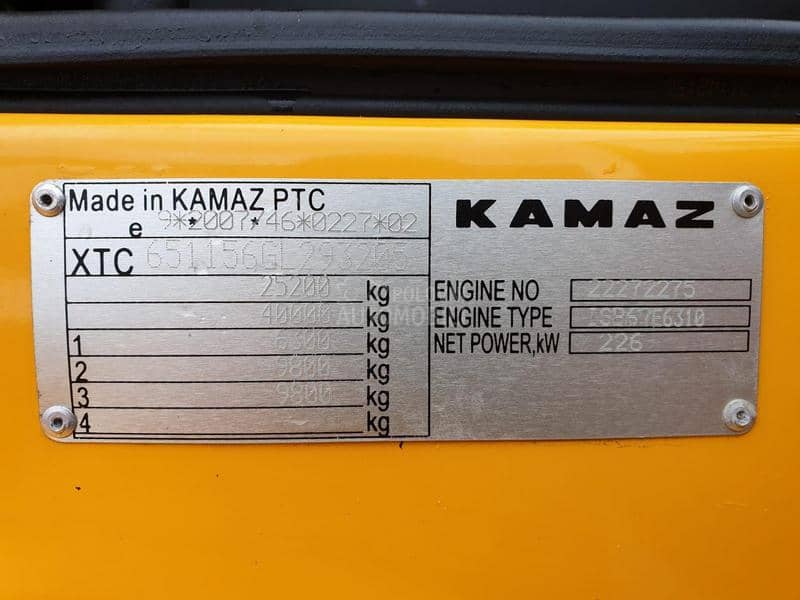 Made in KAMAZ PTC
e 9*2007*46*0227*02
XTC 651156GL293205
25200 kg
40000 kg
1 6300 kg
2 9800 kg
3 9800 kg
4 kg
KAMAZ
ENGINE NO 22272275
ENGINE TYPE ISB67E6310
NET POWER,kW 226